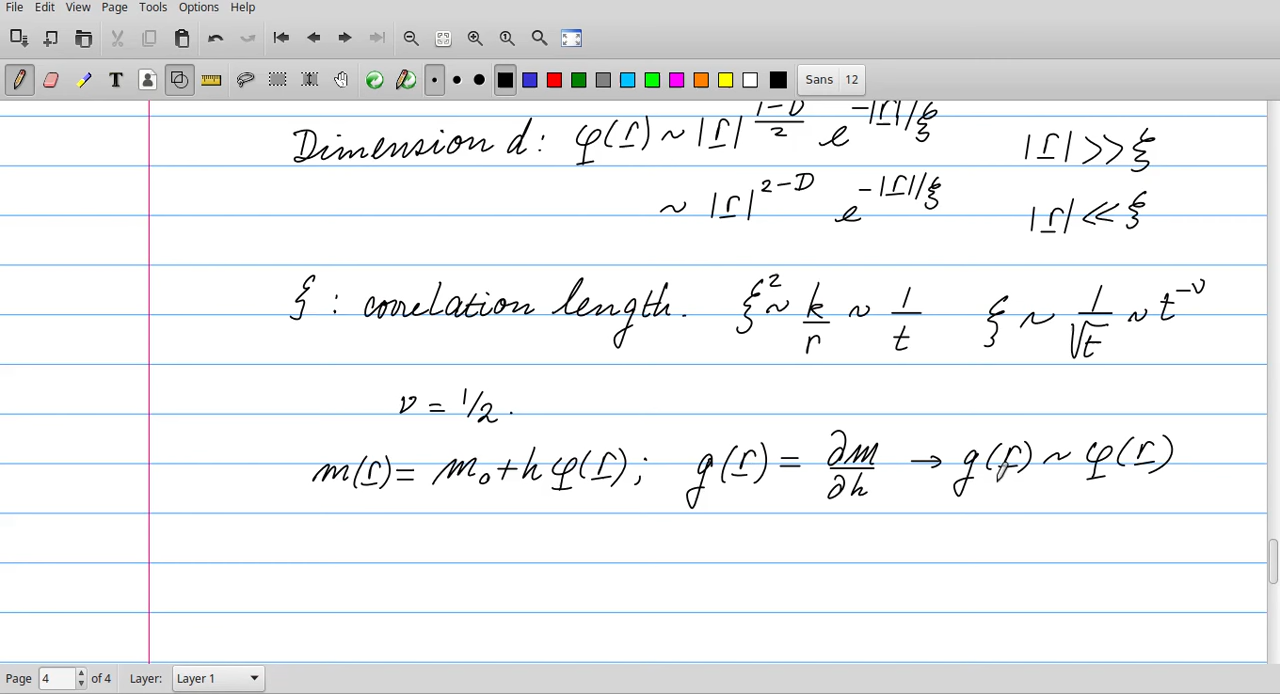 File Edit View Page Tools Options Help
Sans 12
Dimension d: φ(r) ~ |r|^((1-D)/2) e^(-|r|/ξ) |r| >> ξ
~ |r|^(2-D) e^(-|r|/ξ) |r| << ξ
ξ : correlation length. ξ² ~ k/r ~ 1/t ξ ~ 1/√t ~ t^(-ν)
ν = 1/2.
m(r) = m₀ + h φ(r); g(r) = ∂m/∂h → g(r) ~ φ(r)
Page 4 of 4 Layer: Layer 1